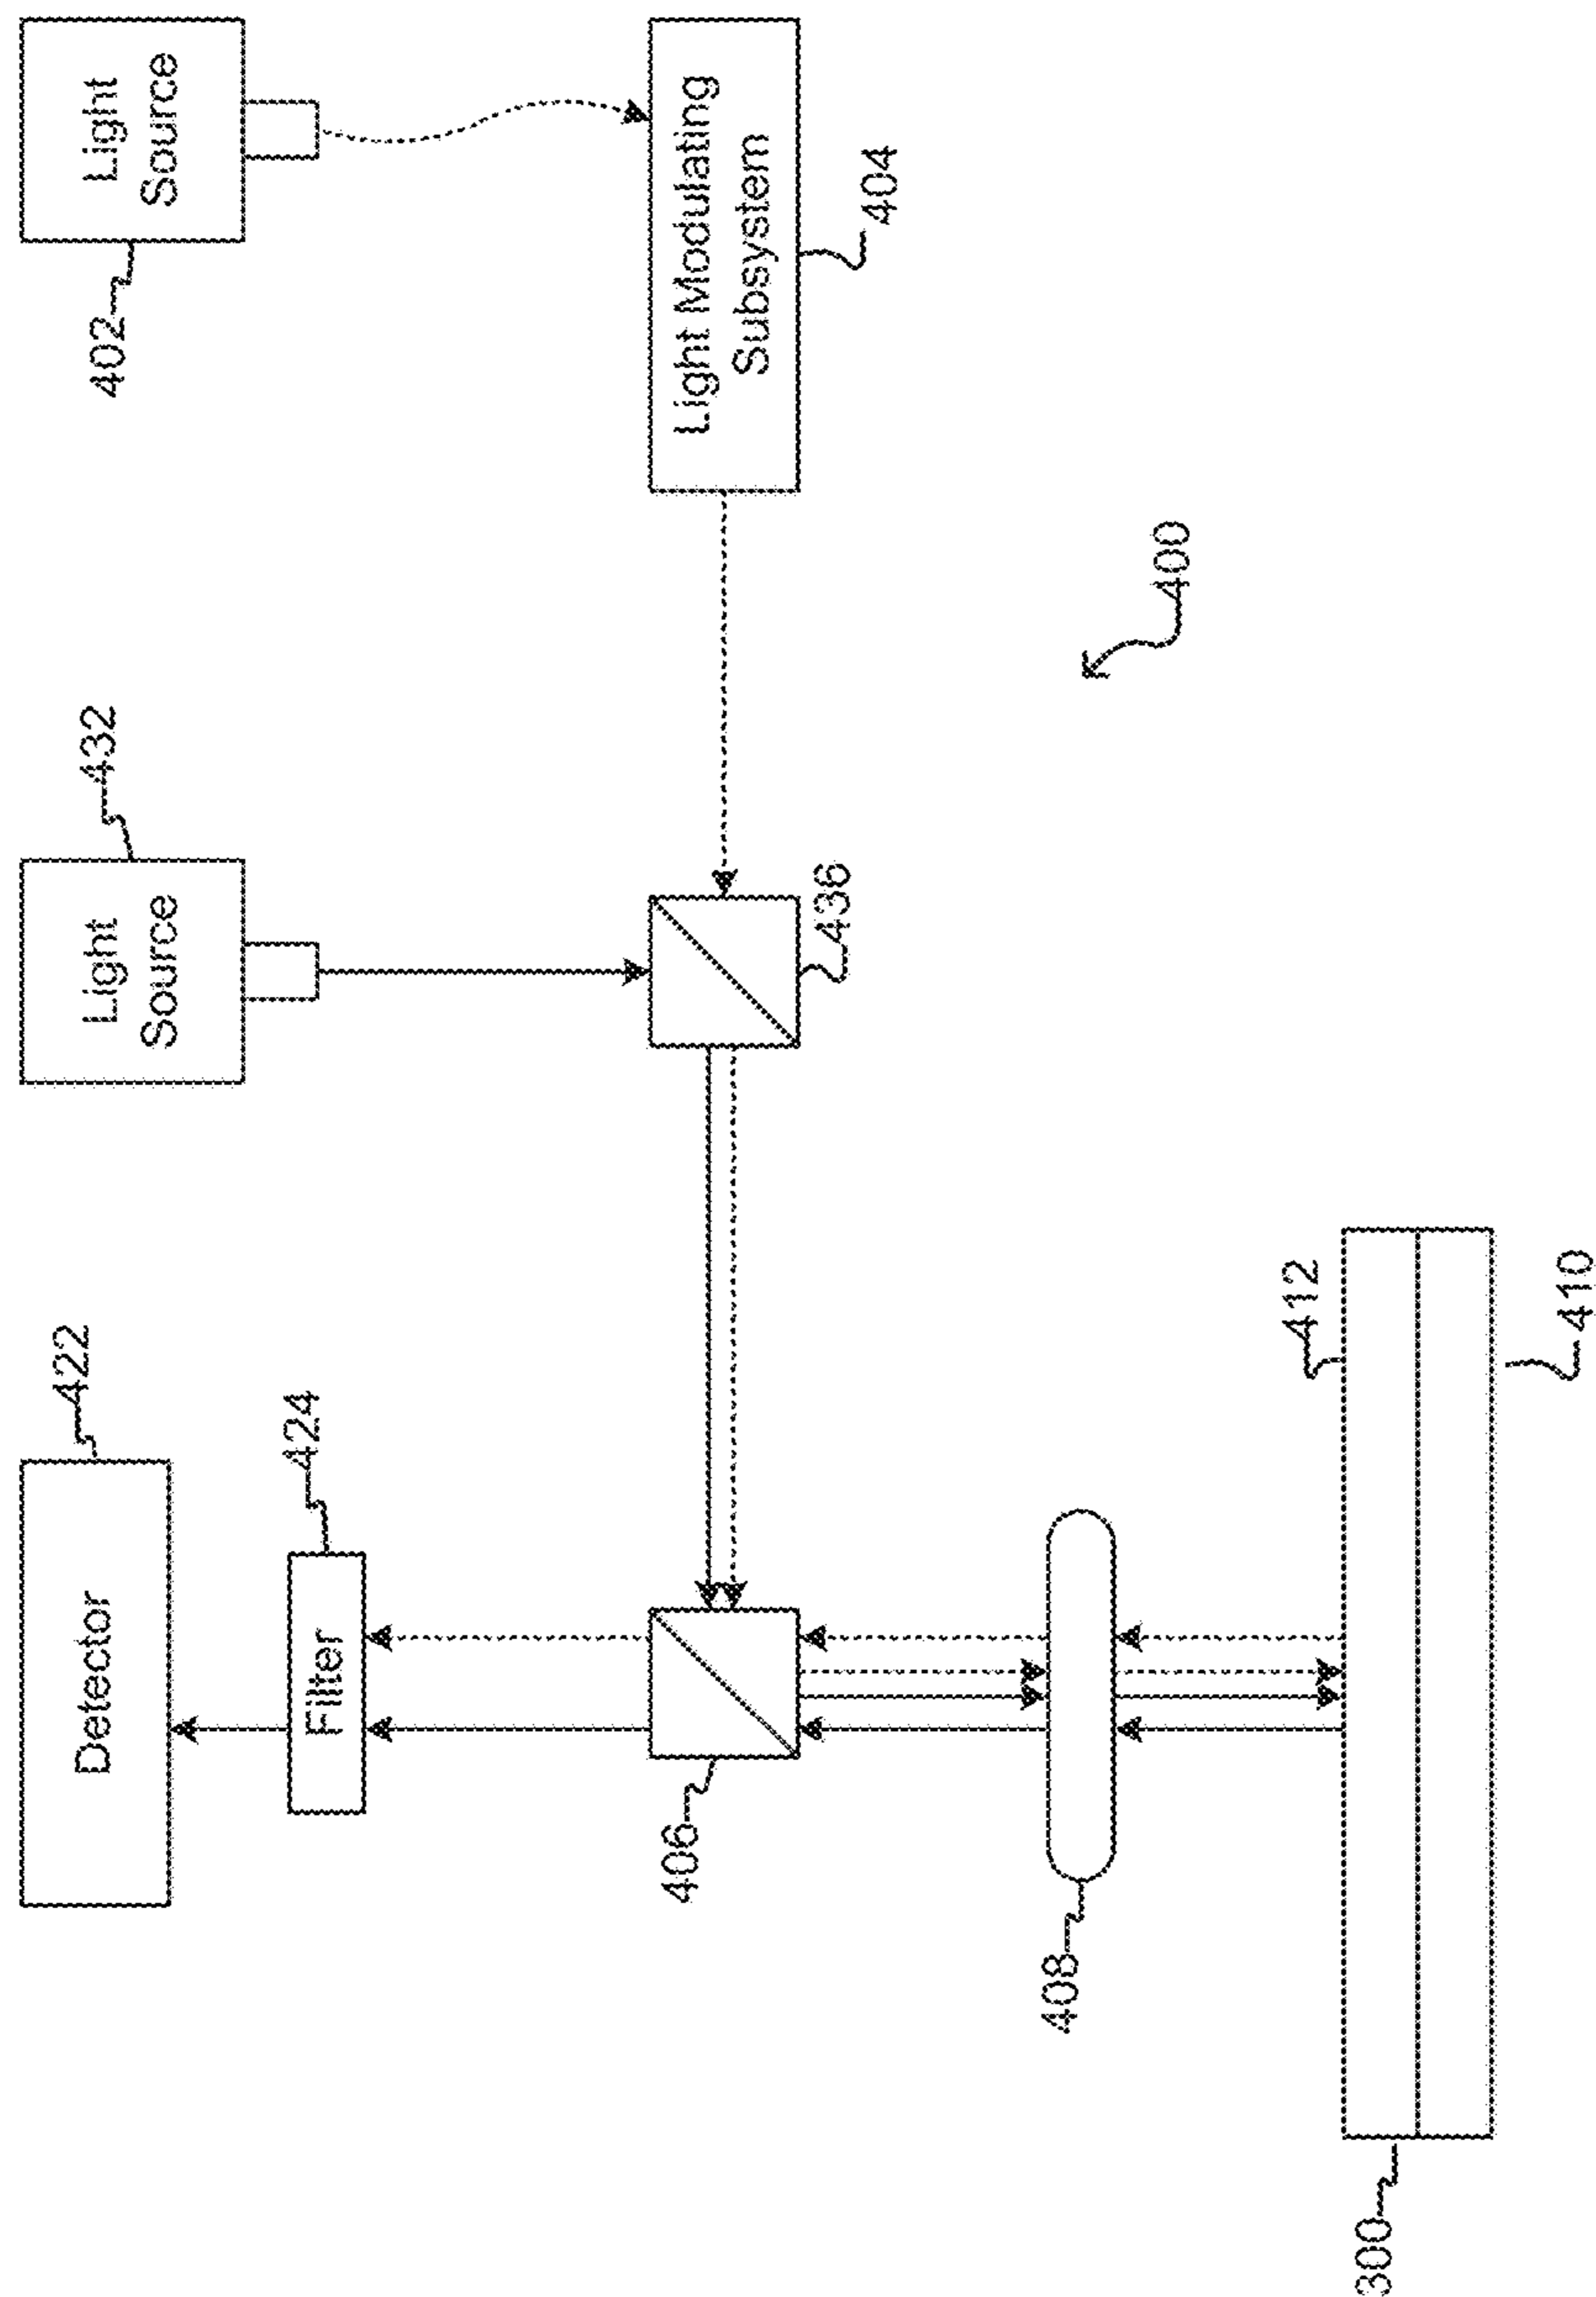 Detector
422
Filter
424
406
408
300
412
410
Light
Source
432
436
400
Light
Source
402
Light Modulating
Subsystem
404